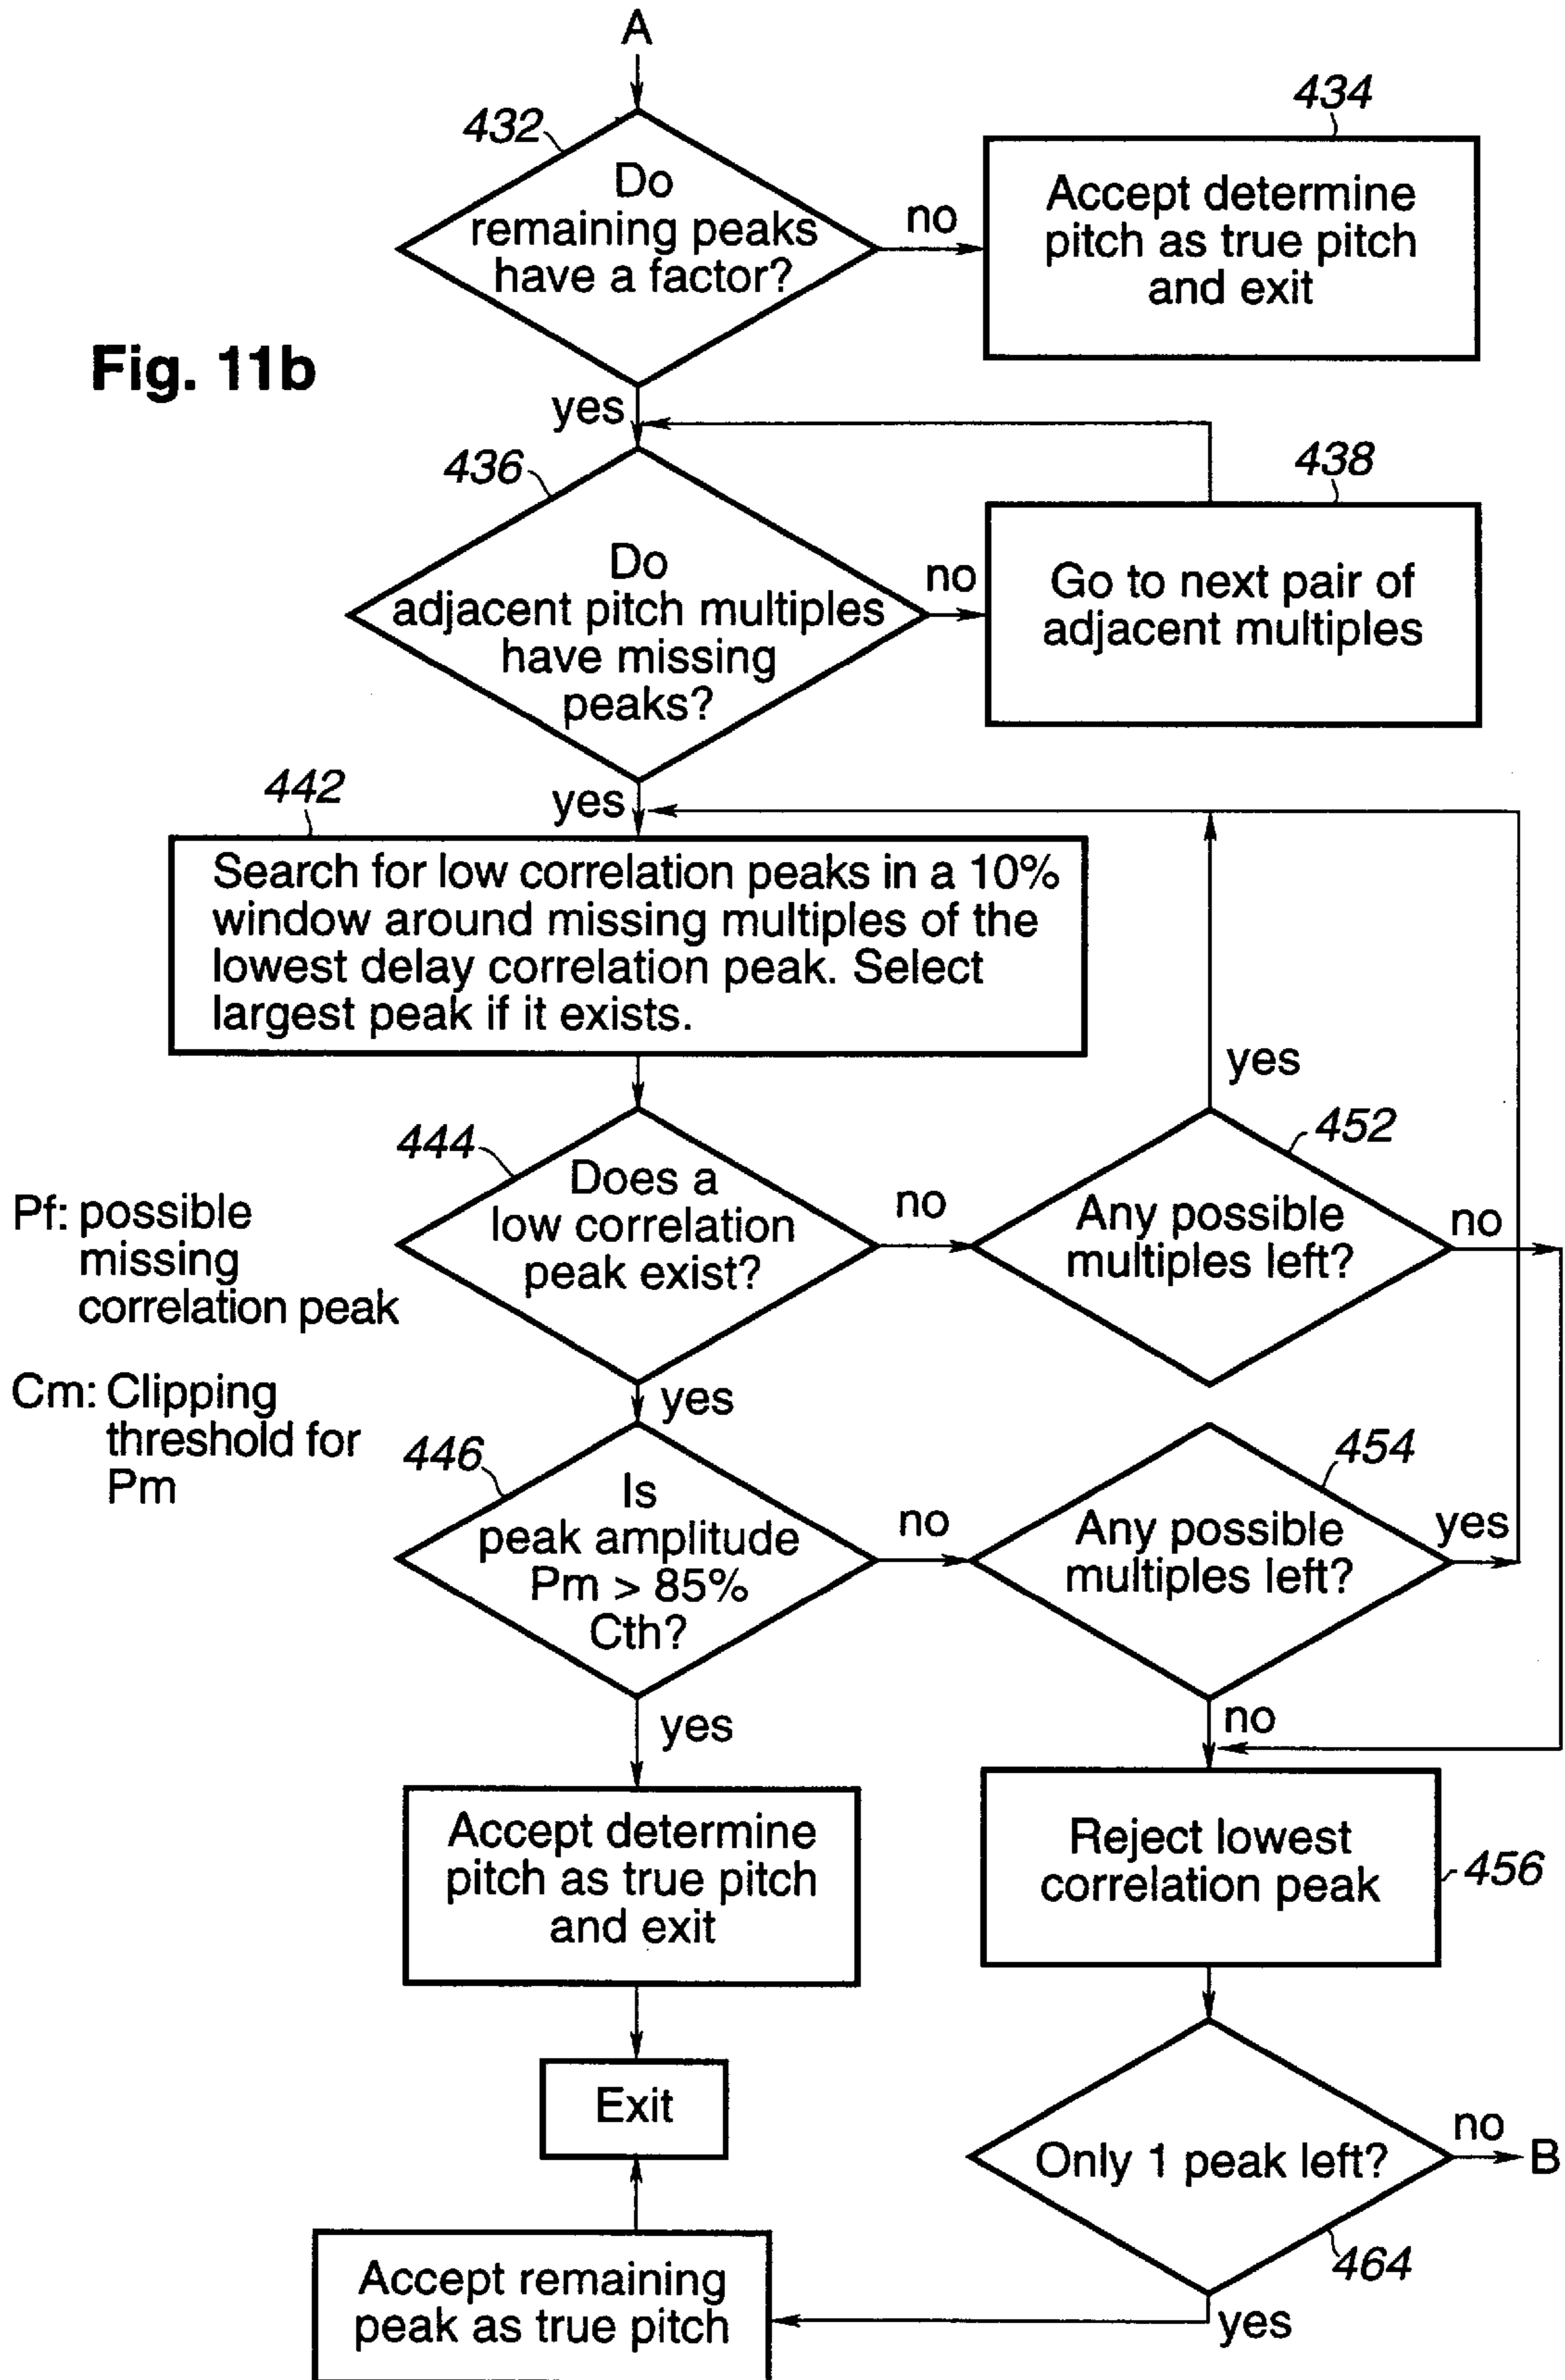 A
432
Do
remaining peaks
have a factor?
no
434
Accept determine
pitch as true pitch
and exit
Fig. 11b
yes
436
Do
adjacent pitch multiples
have missing
peaks?
no
438
Go to next pair of
adjacent multiples
yes
442
Search for low correlation peaks in a 10%
window around missing multiples of the
lowest delay correlation peak. Select
largest peak if it exists.
yes
444
Does a
low correlation
peak exist?
no
452
Any possible
multiples left?
no
Pf: possible
missing
correlation peak
Cm: Clipping
threshold for
Pm
yes
446
Is
peak amplitude
Pm > 85%
Cth?
no
454
Any possible
multiples left?
yes
yes
no
Accept determine
pitch as true pitch
and exit
Reject lowest
correlation peak
456
Exit
Only 1 peak left?
no
B
464
Accept remaining
peak as true pitch
yes